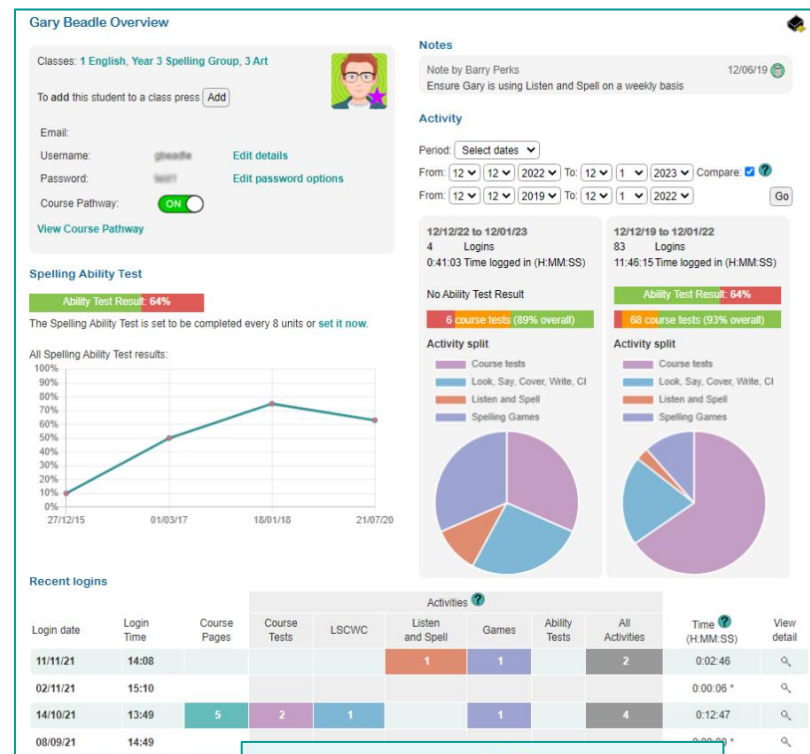 Gary Beadle Overview
Classes: 1 English, Year 3 Spelling Group, 3 Art
To add this student to a class press Add
Email:
Username: Edit details
Password: Edit password options
Course Pathway: ON
View Course Pathway
Spelling Ability Test
Ability Test Result: 64%
The Spelling Ability Test is set to be completed every 8 units or set it now.
All Spelling Ability Test results:
100%
90%
80%
70%
60%
50%
40%
30%
20%
10%
0%
27/12/15 01/03/17 18/01/18 21/07/20
Notes
Note by Barry Perks 12/06/19
Ensure Gary is using Listen and Spell on a weekly basis
Activity
Period: Select dates
From: 12 12 2022 To: 12 1 2023 Compare: ?
From: 12 12 2019 To: 12 1 2022 Go
12/12/22 to 12/01/23
4 Logins
0:41:03 Time logged in (H:MM:SS)
No Ability Test Result
6 course tests (89% overall)
Activity split
Course tests
Look, Say, Cover, Write, Cl
Listen and Spell
Spelling Games
12/12/19 to 12/01/22
83 Logins
11:46:15 Time logged in (H:MM:SS)
Ability Test Result: 64%
68 course tests (93% overall)
Activity split
Course tests
Look, Say, Cover, Write, Cl
Listen and Spell
Spelling Games
Recent logins
Activities ?
Login date Login Time Course Pages Course Tests LSCWC Listen and Spell Games Ability Tests All Activities Time ? (H:MM:SS) View detail
11/11/21 14:08 1 1 2 0:02:46
02/11/21 15:10 0:00:06 *
14/10/21 13:49 5 2 1 1 4 0:12:47
08/09/21 14:49